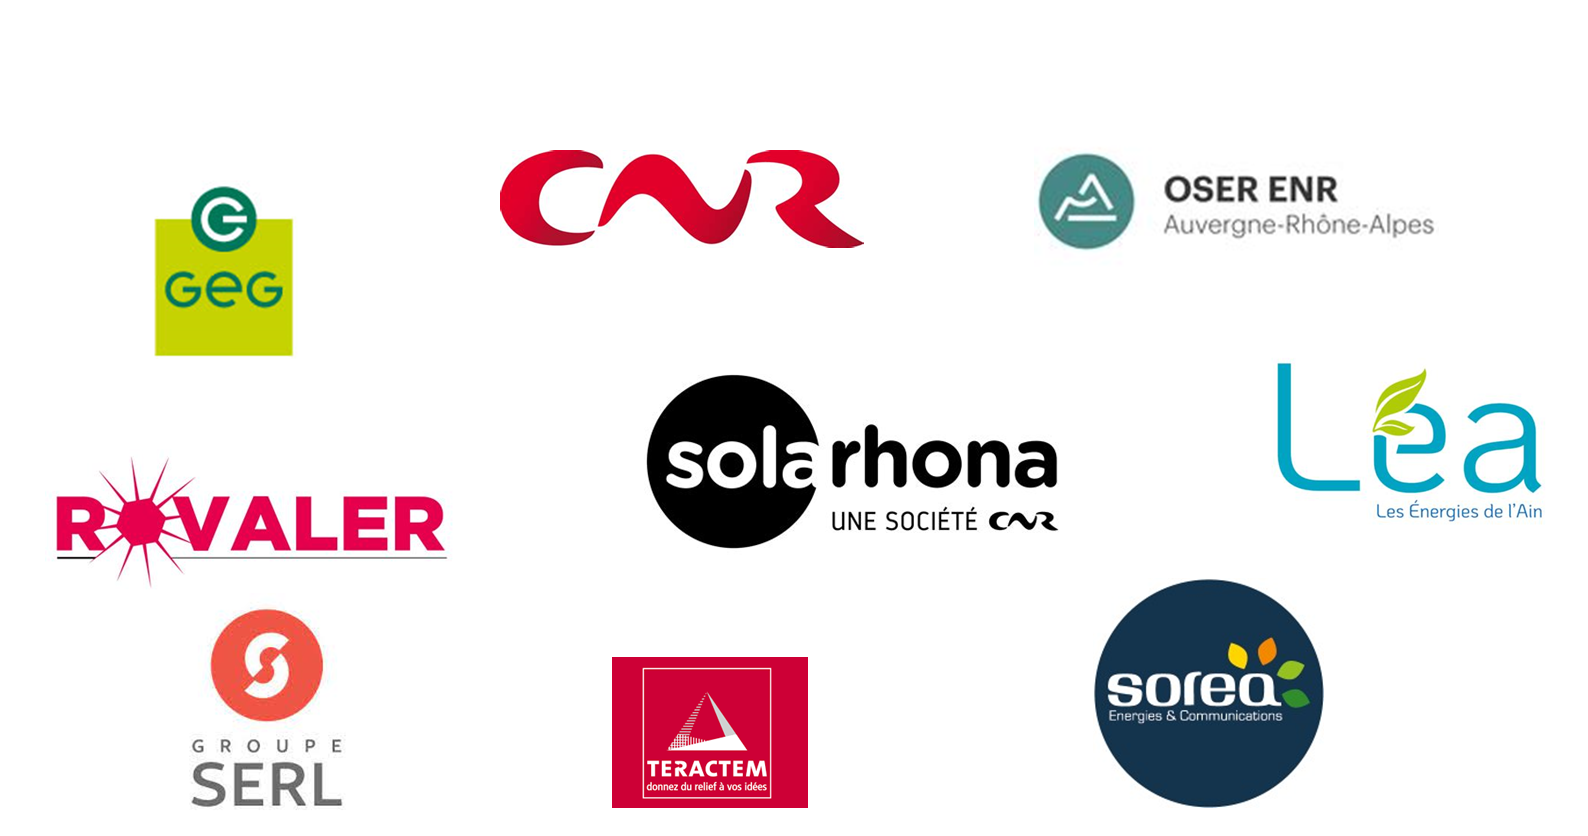 CNR
OSER ENR
Auvergne-Rhône-Alpes
GeG
Léa
Les Énergies de l'Ain
solarhona
UNE SOCIÉTÉ CNR
ROVALER
GROUPE
SERL
TERACTEM
donnez du relief à vos idées
sorea
Energies & Communications